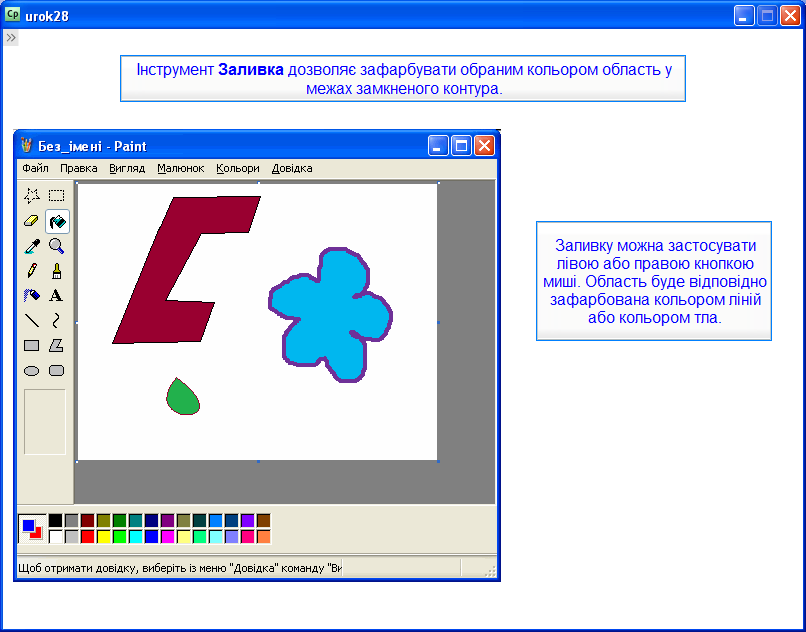 urok28
Інструмент Заливка дозволяє зафарбувати обраним кольором область у
межах замкненого контура.
Без_імені - Paint
Файл Правка Вигляд Малюнок Кольори Довідка
Заливку можна застосувати
лівою або правою кнопкою
миші. Область буде відповідно
зафарбована кольором ліній
або кольором тла.
Щоб отримати довідку, виберіть із меню "Довідка" команду "Ви